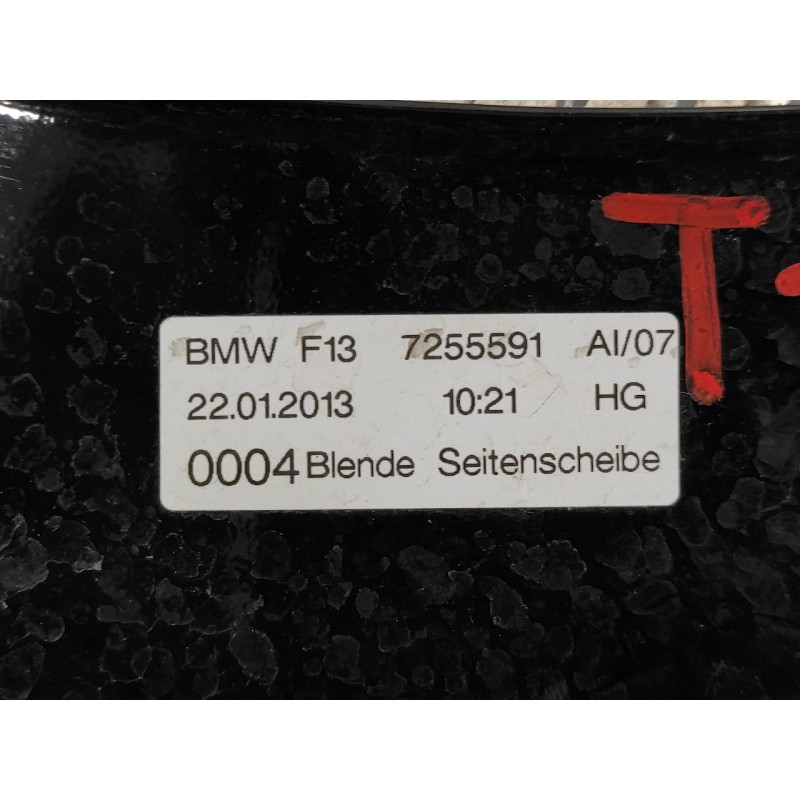 BMW F13 7255591 AI/07
22.01.2013 10:21 HG
0004 Blende Seitenscheibe
T-